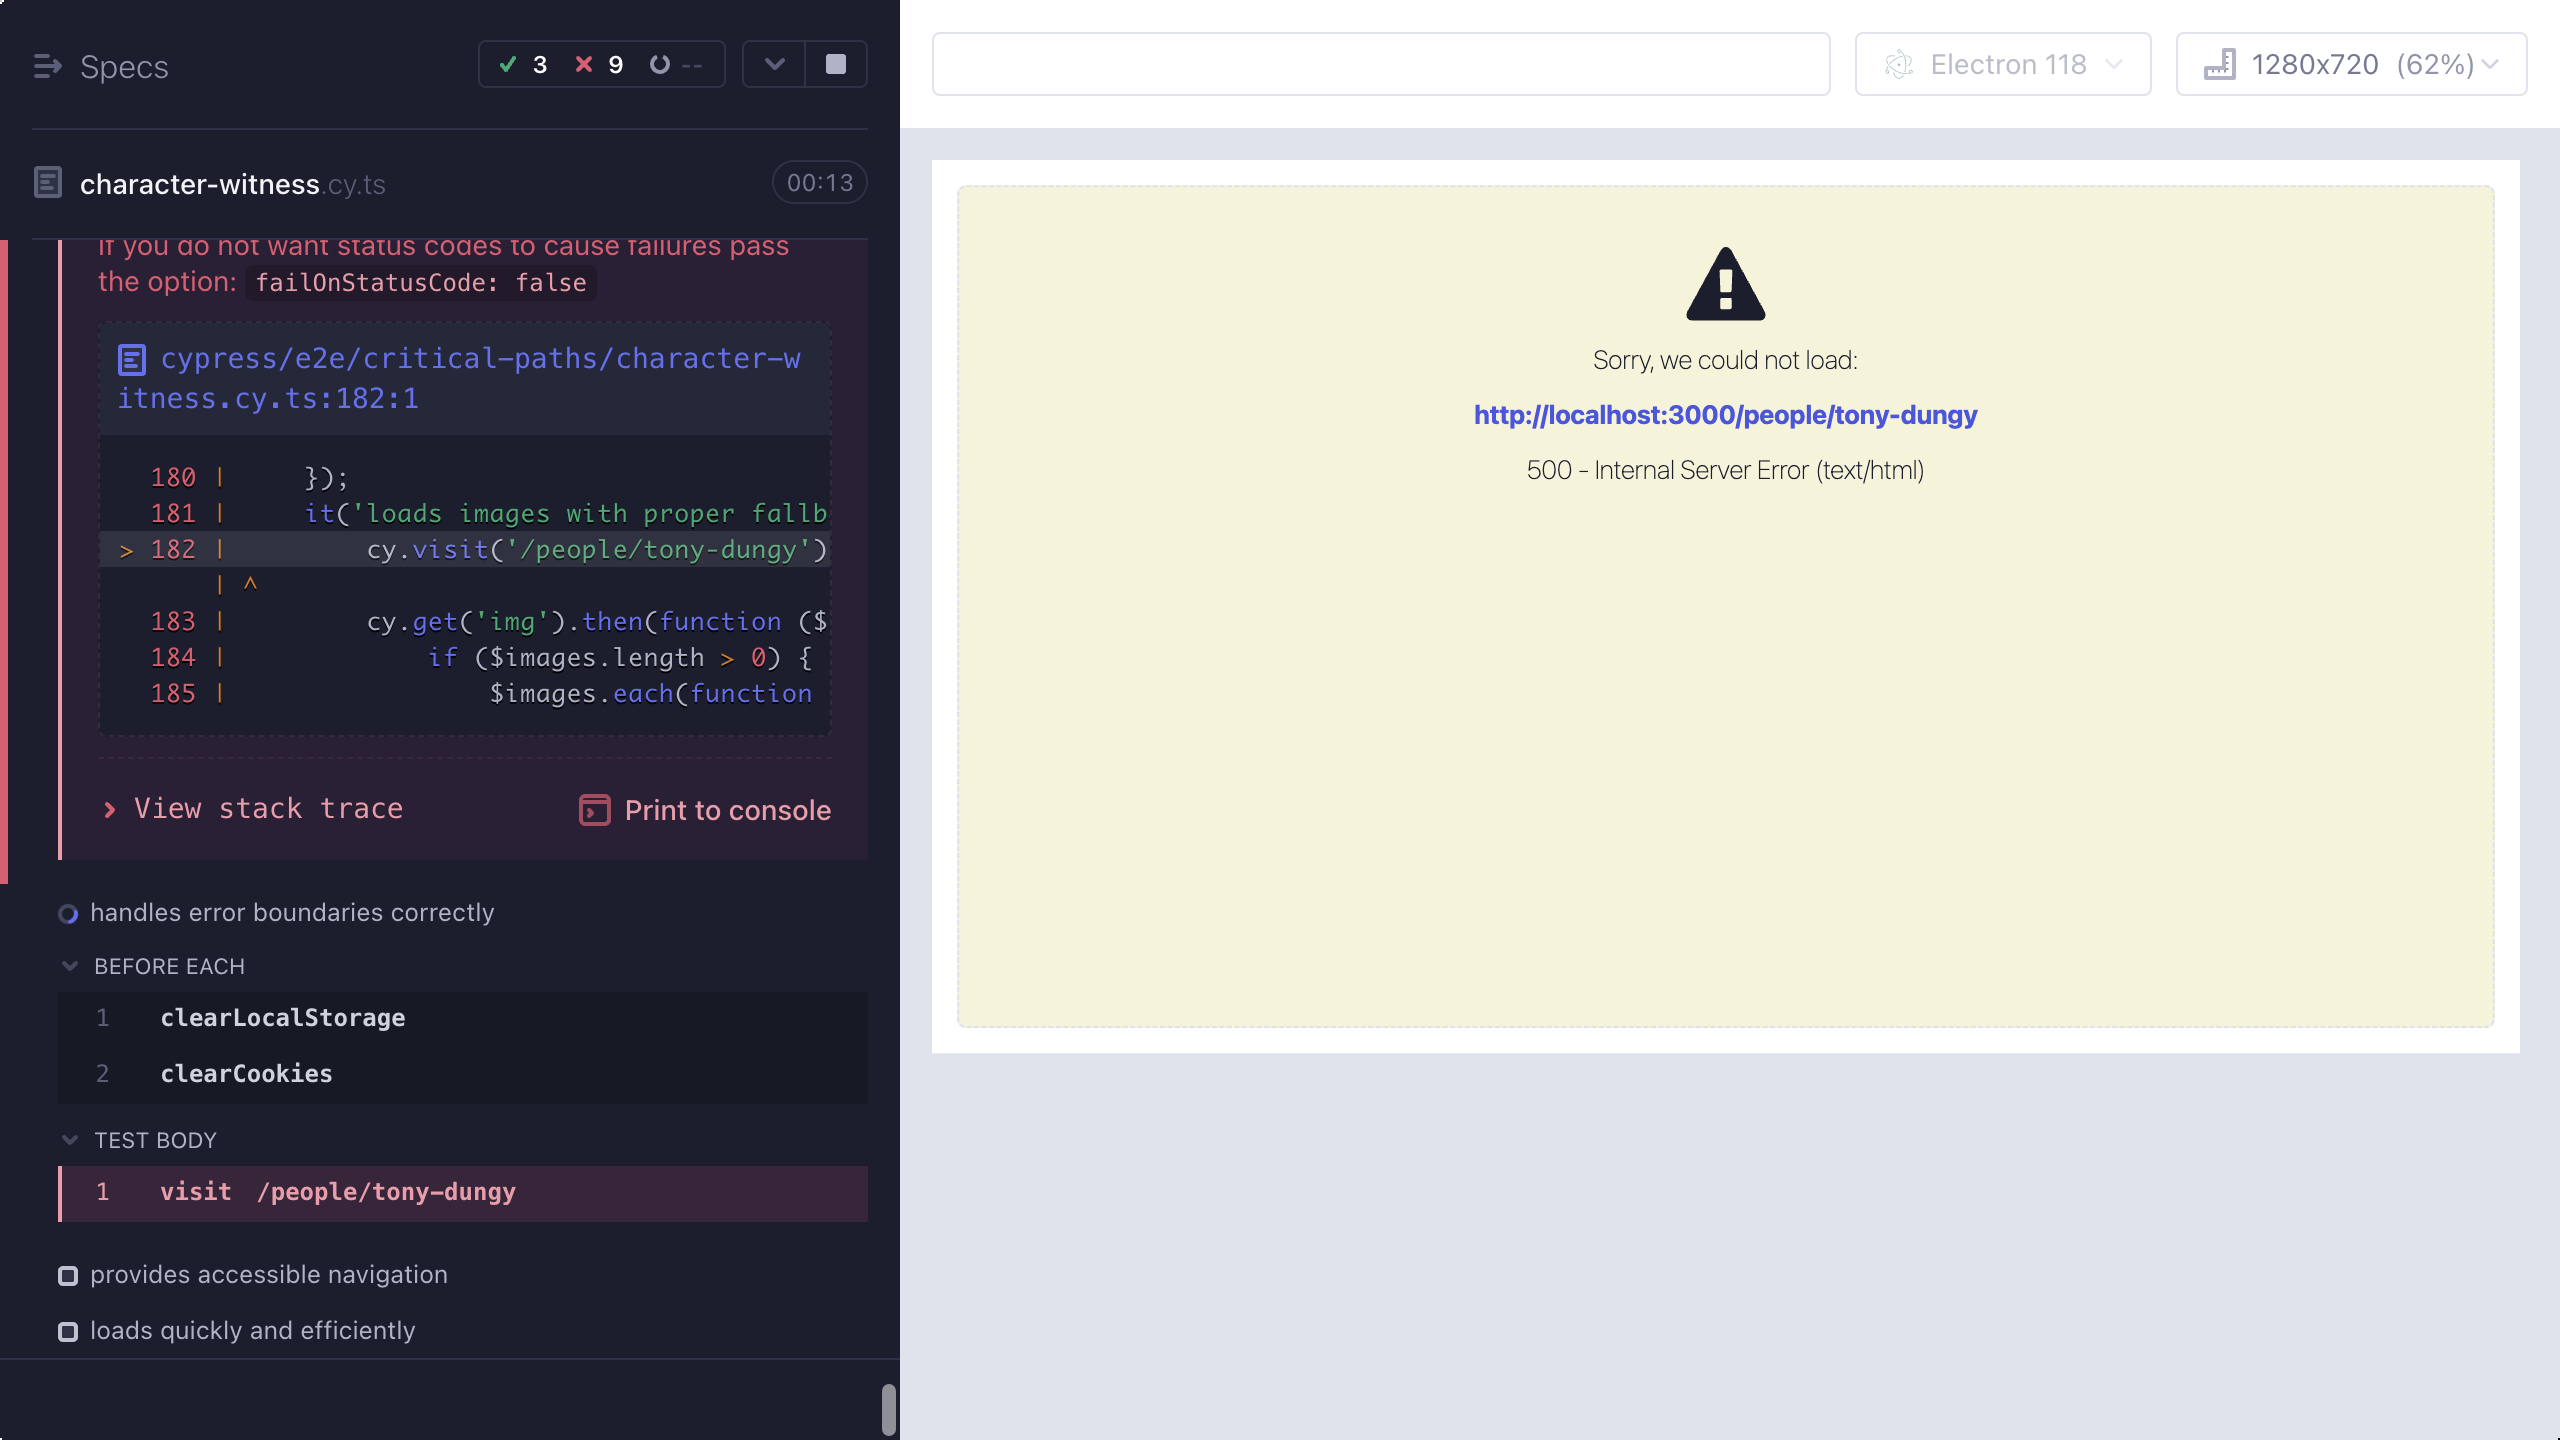 Specs
3 9 --
character-witness.cy.ts
00:13
If you do not want status codes to cause failures pass
the option: failOnStatusCode: false
cypress/e2e/critical-paths/character-w
itness.cy.ts:182:1
180 | });
181 | it('loads images with proper fallb
> 182 | cy.visit('/people/tony-dungy')
| ^
183 | cy.get('img').then(function ($
184 | if ($images.length > 0) {
185 | $images.each(function
View stack trace
Print to console
handles error boundaries correctly
BEFORE EACH
1 clearLocalStorage
2 clearCookies
TEST BODY
1 visit /people/tony-dungy
provides accessible navigation
loads quickly and efficiently
Electron 118
1280x720 (62%)
Sorry, we could not load:
http://localhost:3000/people/tony-dungy
500 - Internal Server Error (text/html)